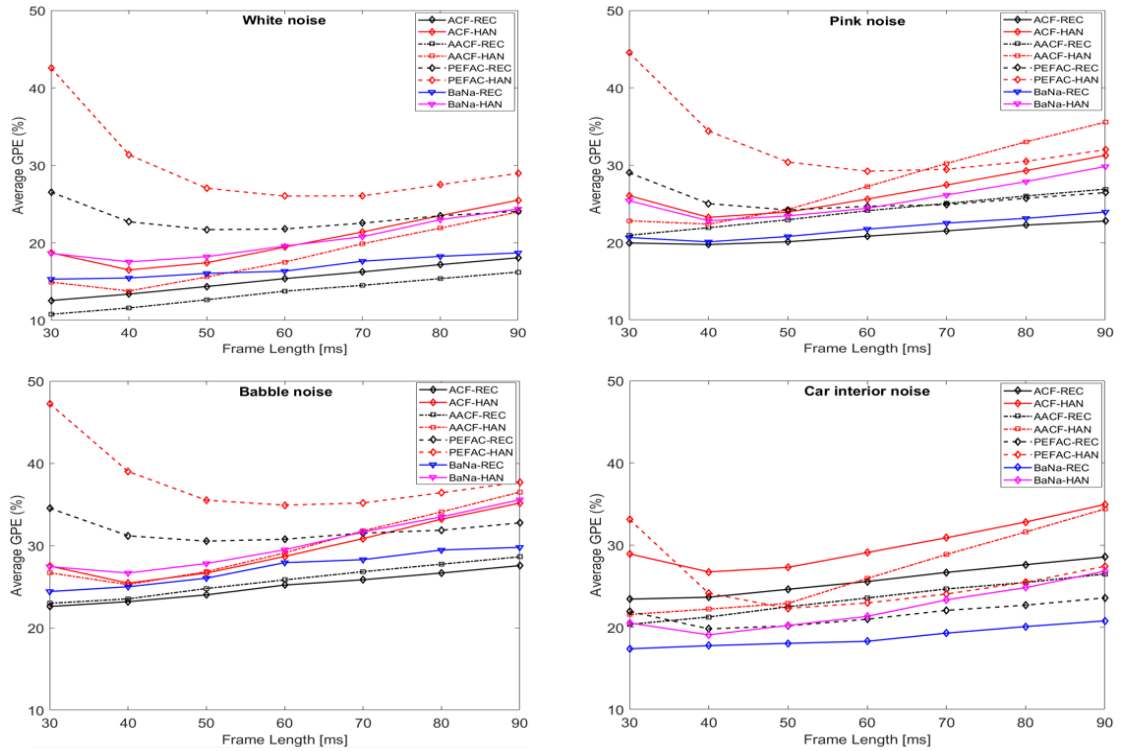 White noise
50
40
30
20
10
Average GPE (%)
30 40 50 60 70 80 90
Frame Length [ms]
ACF-REC
ACF-HAN
AACF-REC
AACF-HAN
PEFAC-REC
PEFAC-HAN
BaNa-REC
BaNa-HAN
Pink noise
50
40
30
20
10
Average GPE (%)
30 40 50 60 70 80 90
Frame Length [ms]
ACF-REC
ACF-HAN
AACF-REC
AACF-HAN
PEFAC-REC
PEFAC-HAN
BaNa-REC
BaNa-HAN
Babble noise
50
40
30
20
10
Average GPE (%)
30 40 50 60 70 80 90
Frame Length [ms]
ACF-REC
ACF-HAN
AACF-REC
AACF-HAN
PEFAC-REC
PEFAC-HAN
BaNa-REC
BaNa-HAN
Car interior noise
50
40
30
20
10
Average GPE (%)
30 40 50 60 70 80 90
Frame Length [ms]
ACF-REC
ACF-HAN
AACF-REC
AACF-HAN
PEFAC-REC
PEFAC-HAN
BaNa-REC
BaNa-HAN